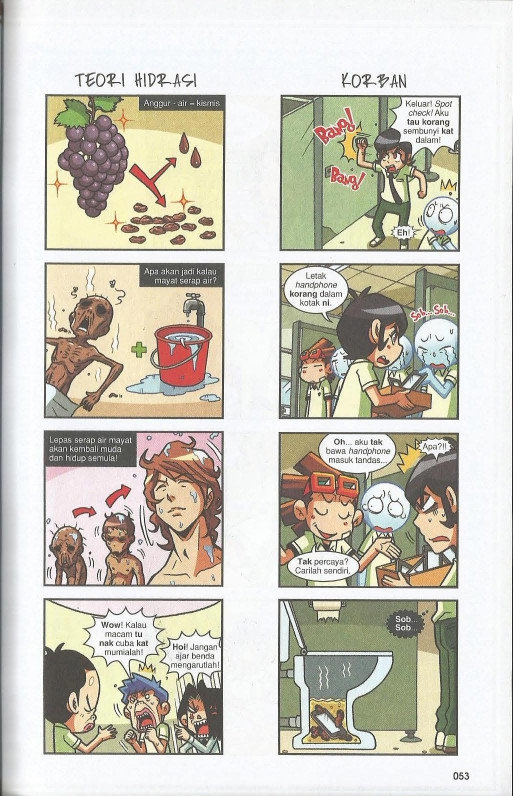 TEORI HIDRASI
Anggur - air = kismis
Apa akan jadi kalau
mayat serap air?
Lepas serap air mayat
akan kembali muda
dan hidup semula!
Wow! Kalau
macam tu
nak cuba kat
mumialah!
Hoi! Jangan
ajar benda
mengarutlah!
KORBAN
Keluar! Spot
check! Aku
tau korang
sembunyi kat
dalam!
Bang!
Bang!
Eh!
Letak
handphone
korang dalam
kotak ni.
Sob... Sob...
Oh... aku tak
bawa handphone
masuk tandas...
Apa?!!
Tak percaya?
Carilah sendiri.
Sob...
Sob...
053